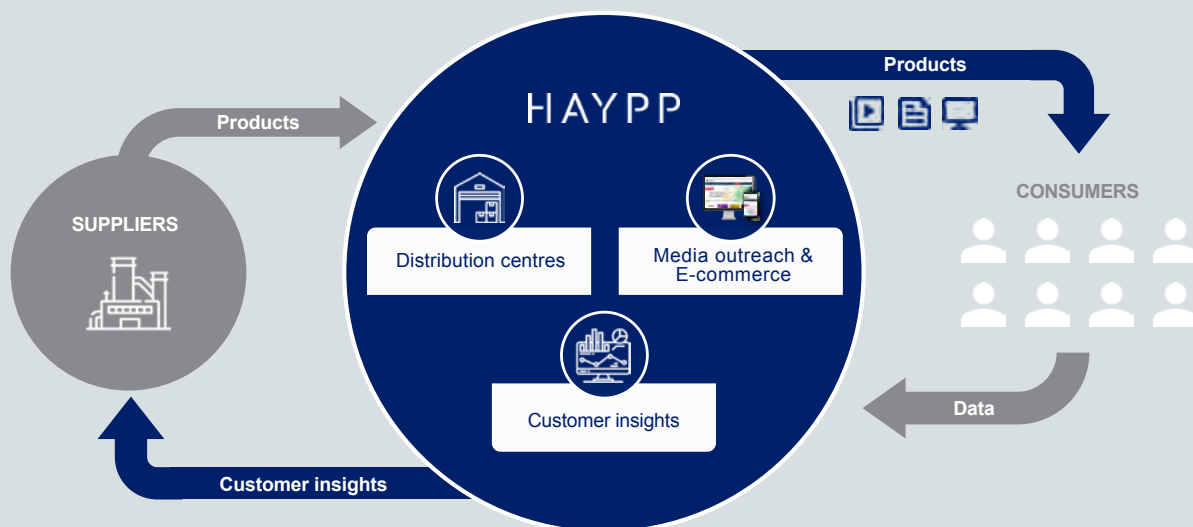 HAYPP
Products
Products
SUPPLIERS
CONSUMERS
Distribution centres
Media outreach &
E-commerce
Customer insights
Data
Customer insights